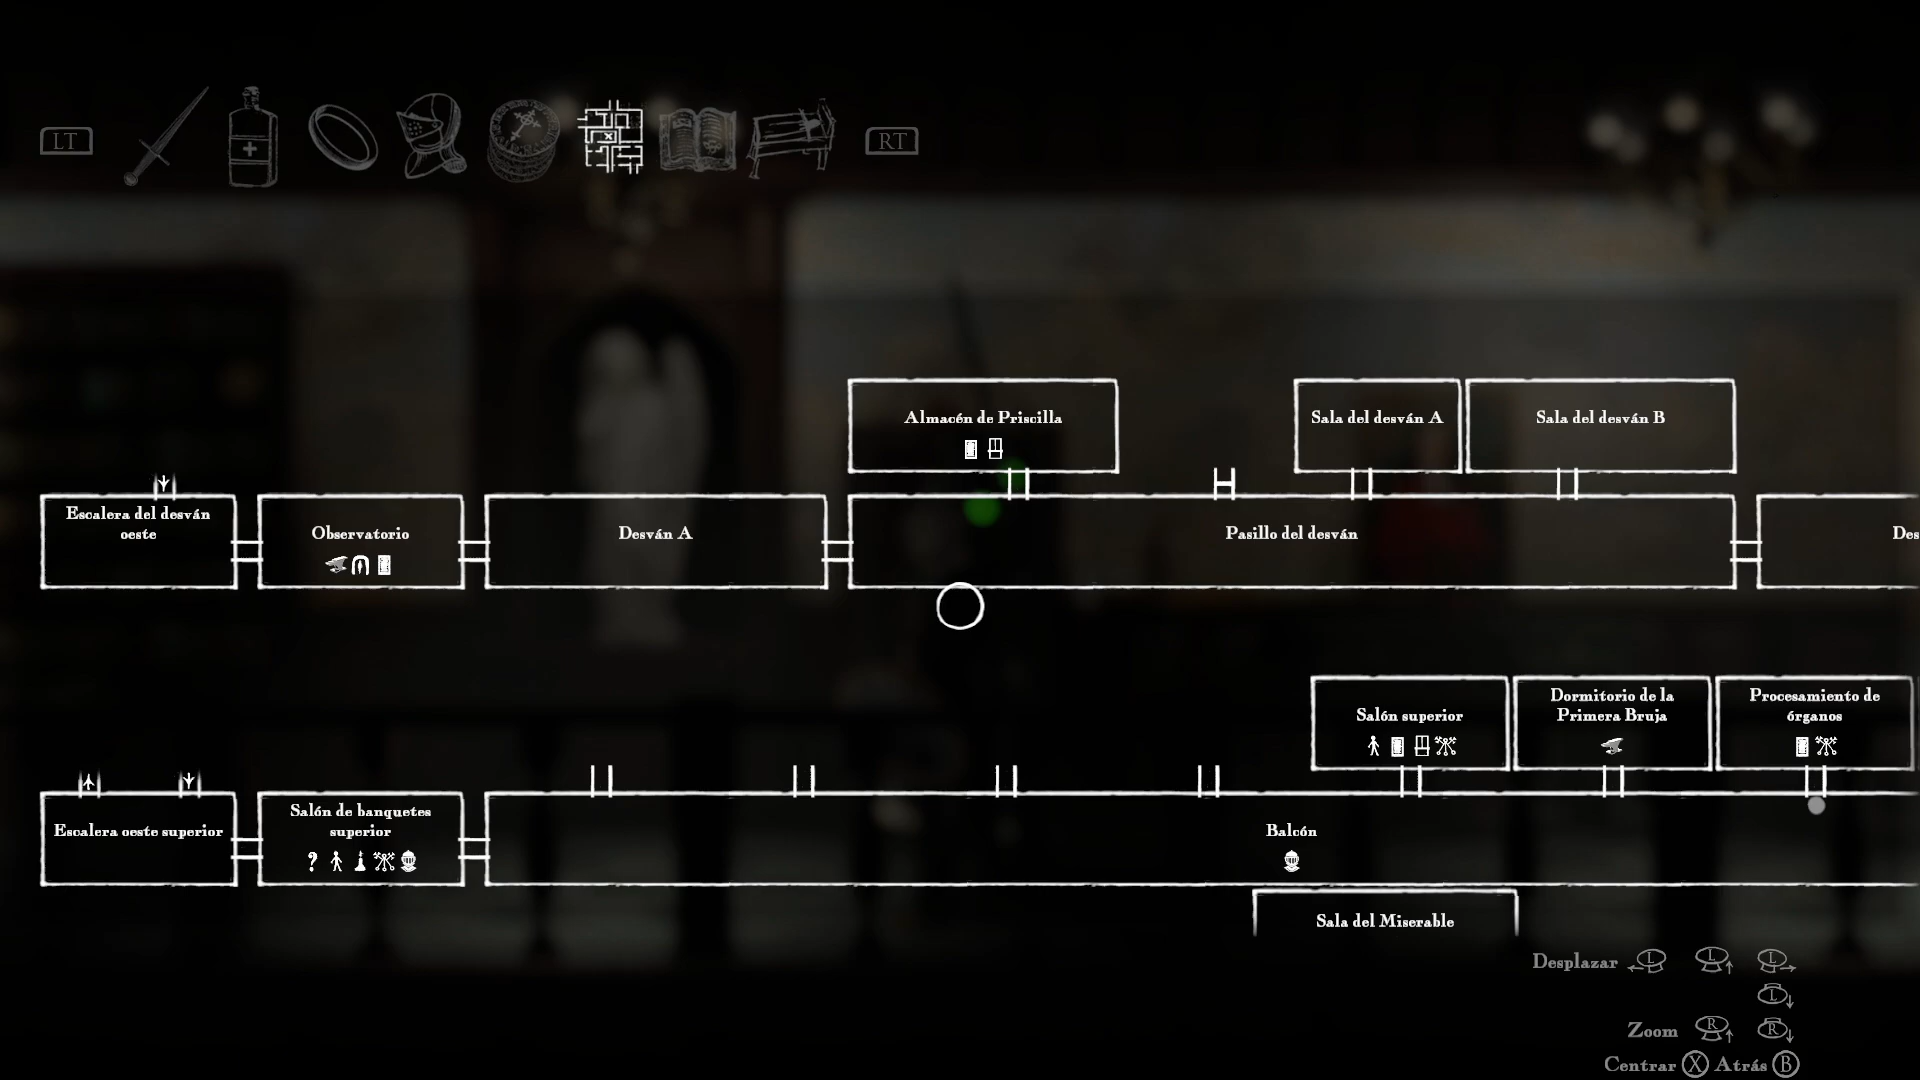 LT
RT
Almacén de Priscilla
Sala del desván A
Sala del desván B
Escalera del desván
oeste
Observatorio
Desván A
Pasillo del desván
Des
Salón superior
Dormitorio de la
Primera Bruja
Procesamiento de
órganos
Escalera oeste superior
Salón de banquetes
superior
?
Balcón
Sala del Miserable
Desplazar L L L
L
Zoom R R
Centrar X Atrás B